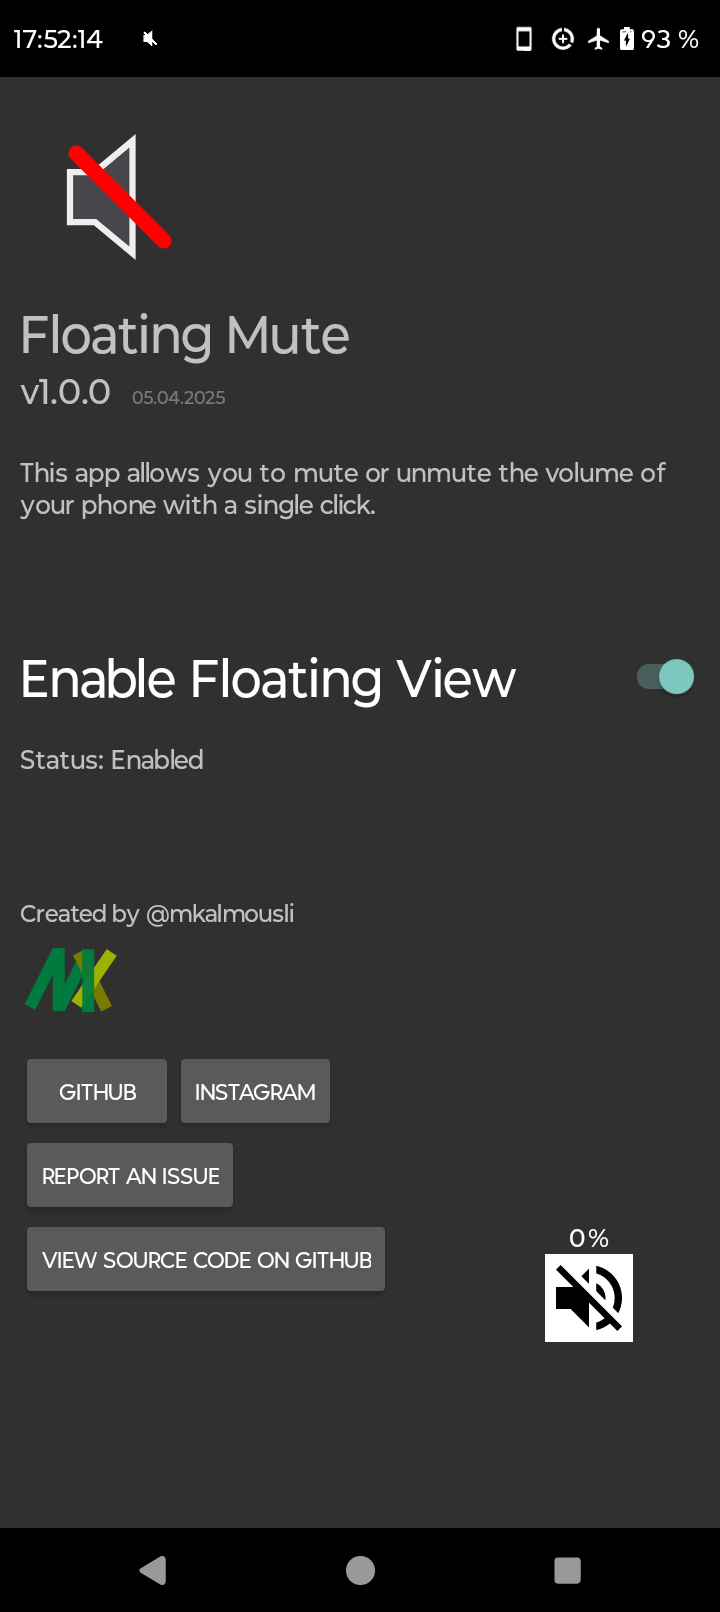 17:52:14
93 %
Floating Mute
v1.0.0 05.04.2025
This app allows you to mute or unmute the volume of
your phone with a single click.
Enable Floating View
Status: Enabled
Created by @mkalmousli
MK
GITHUB INSTAGRAM
REPORT AN ISSUE
VIEW SOURCE CODE ON GITHUB
0%